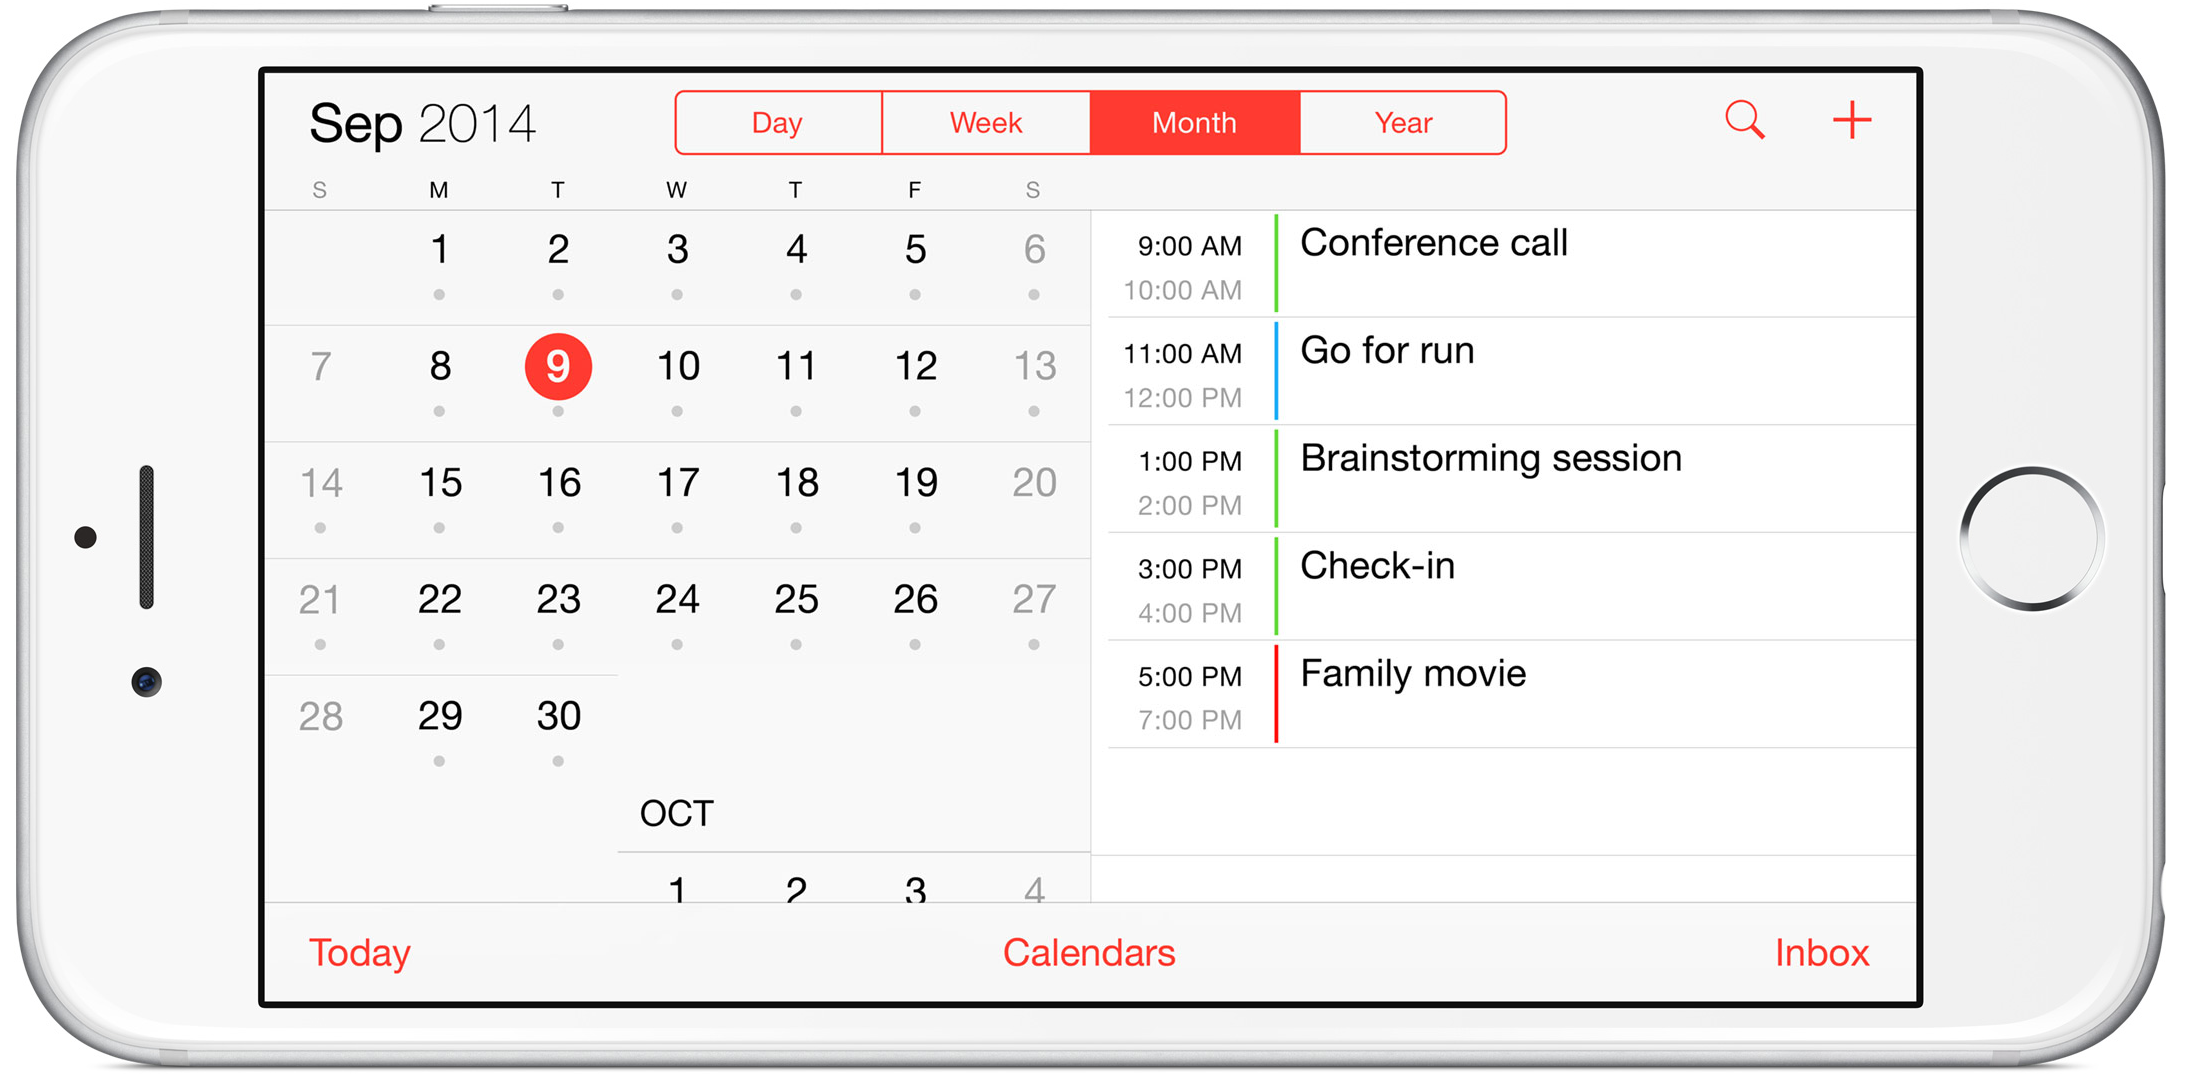 Sep 2014 Day Week Month Year
S M T W T F S
1 2 3 4 5 6
7 8 9 10 11 12 13
14 15 16 17 18 19 20
21 22 23 24 25 26 27
28 29 30
OCT
1 2 3 4
9:00 AM Conference call
10:00 AM
11:00 AM Go for run
12:00 PM
1:00 PM Brainstorming session
2:00 PM
3:00 PM Check-in
4:00 PM
5:00 PM Family movie
7:00 PM
Today Calendars Inbox